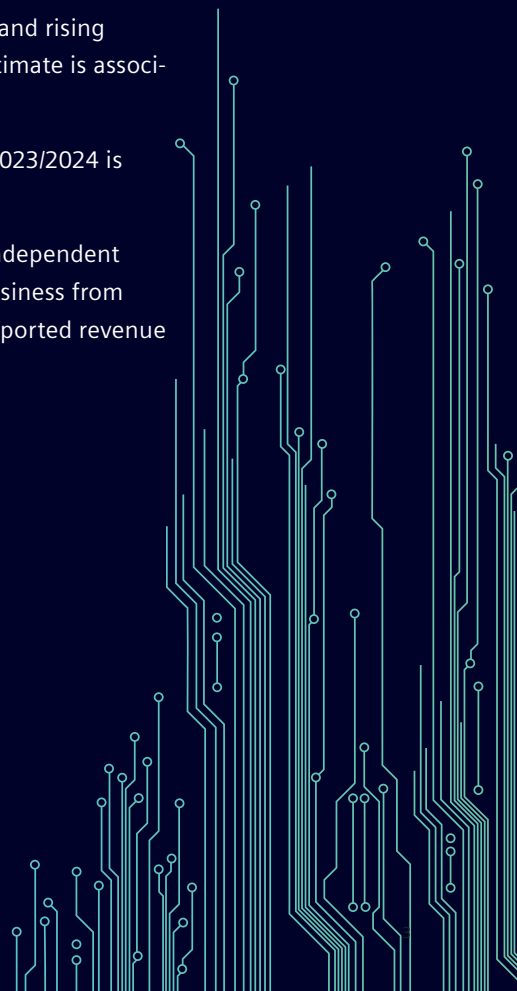 and rising
timate is associ-
023/2024 is
dependent
siness from
ported revenue